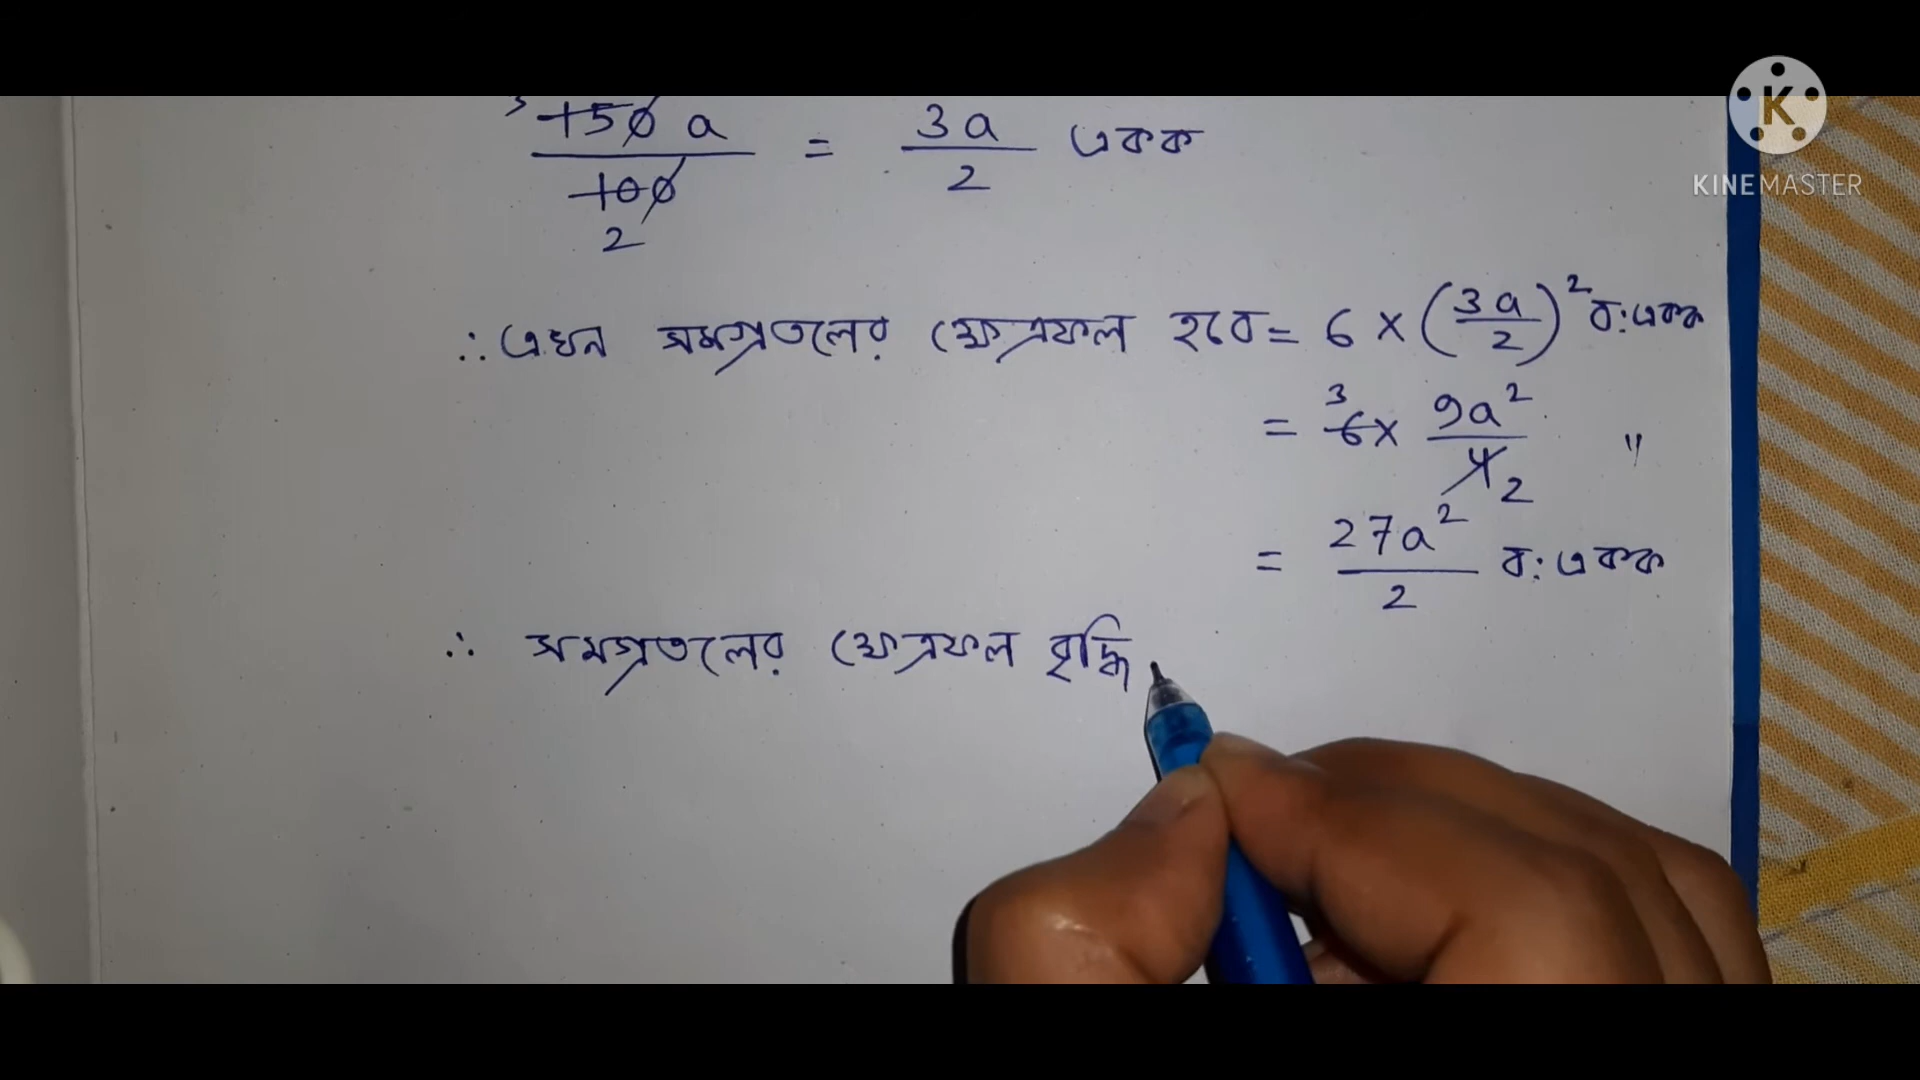 3
150 a / 100 = 3a / 2 একক
2
∴ এখন সমগ্রতলের ক্ষেত্রফল হবে = 6 × (3a/2)² ব: একক
= 6 3 × 9a² / 4 2 "
= 27a² / 2 ব: একক
∴ সমগ্রতলের ক্ষেত্রফল বৃদ্ধি
K
KINEMASTER